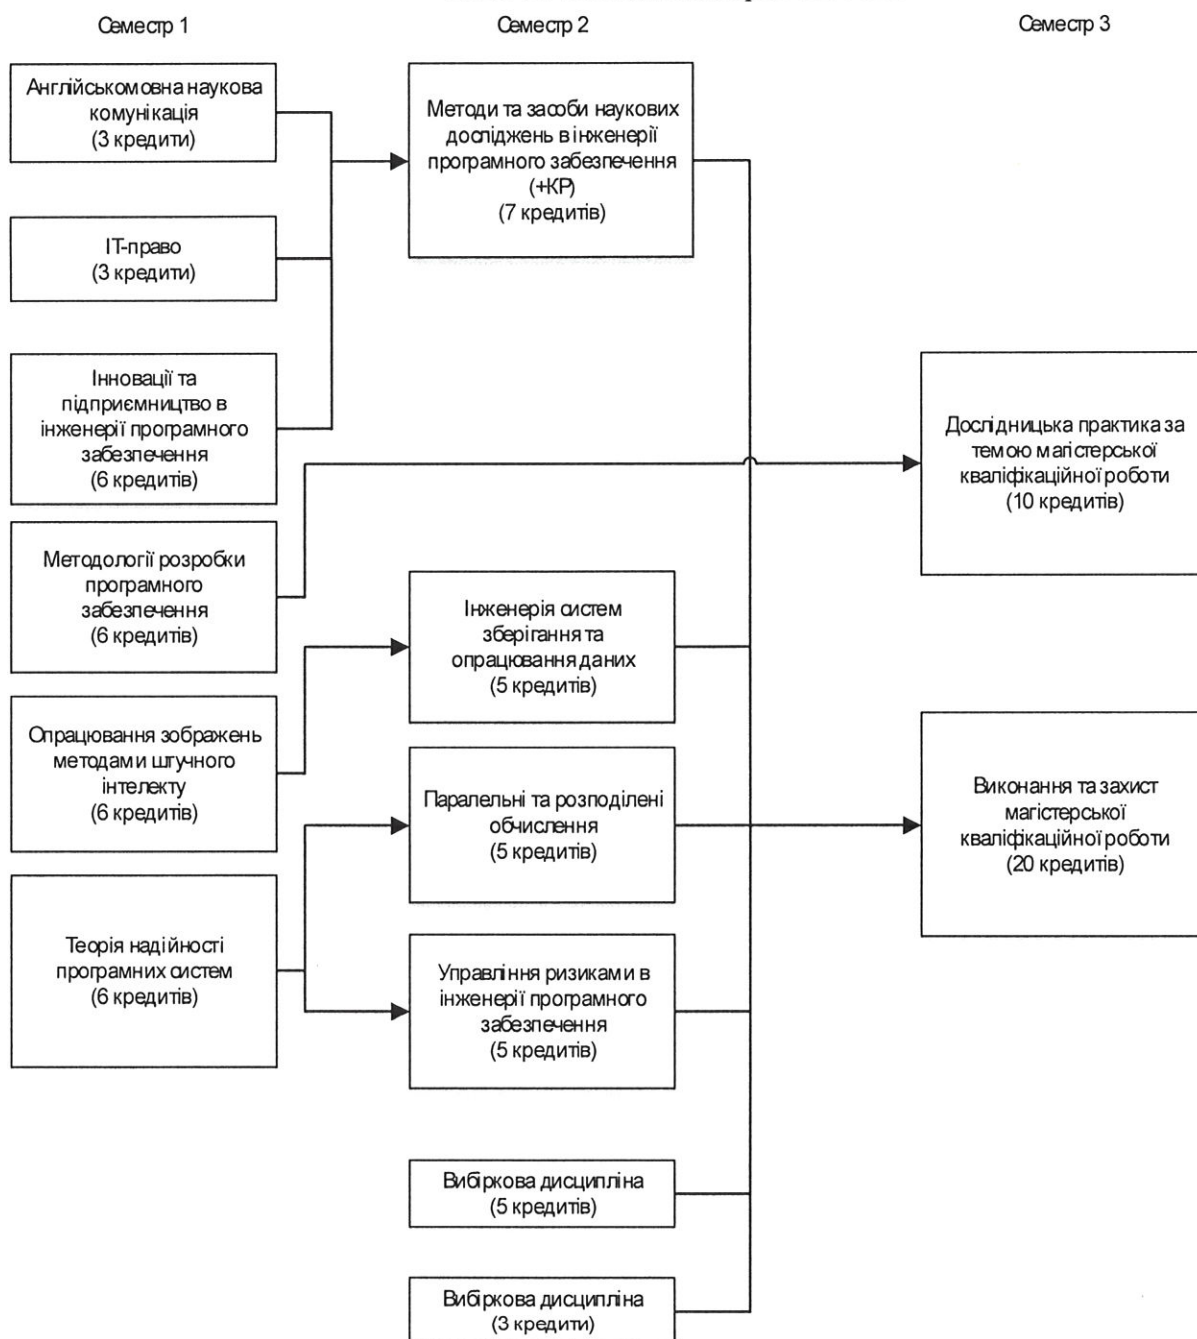 Семестр 1
Семестр 2
Семестр 3
Англійськомовна наукова
комунікація
(3 кредити)
ІТ-право
(3 кредити)
Інновації та
підприємництво в
інженерії програмного
забезпечення
(6 кредитів)
Методології розробки
програмного
забезпечення
(6 кредитів)
Опрацювання зображень
методами штучного
інтелекту
(6 кредитів)
Теорія надійності
програмних систем
(6 кредитів)
Методи та засоби наукових
досліджень в інженерії
програмного забезпечення
(+КР)
(7 кредитів)
Інженерія систем
зберігання та
опрацювання даних
(5 кредитів)
Паралельні та розподілені
обчислення
(5 кредитів)
Управління ризиками в
інженерії програмного
забезпечення
(5 кредитів)
Вибіркова дисципліна
(5 кредитів)
Вибіркова дисципліна
(3 кредити)
Дослідницька практика за
темою магістерської
кваліфікаційної роботи
(10 кредитів)
Виконання та захист
магістерської
кваліфікаційної роботи
(20 кредитів)